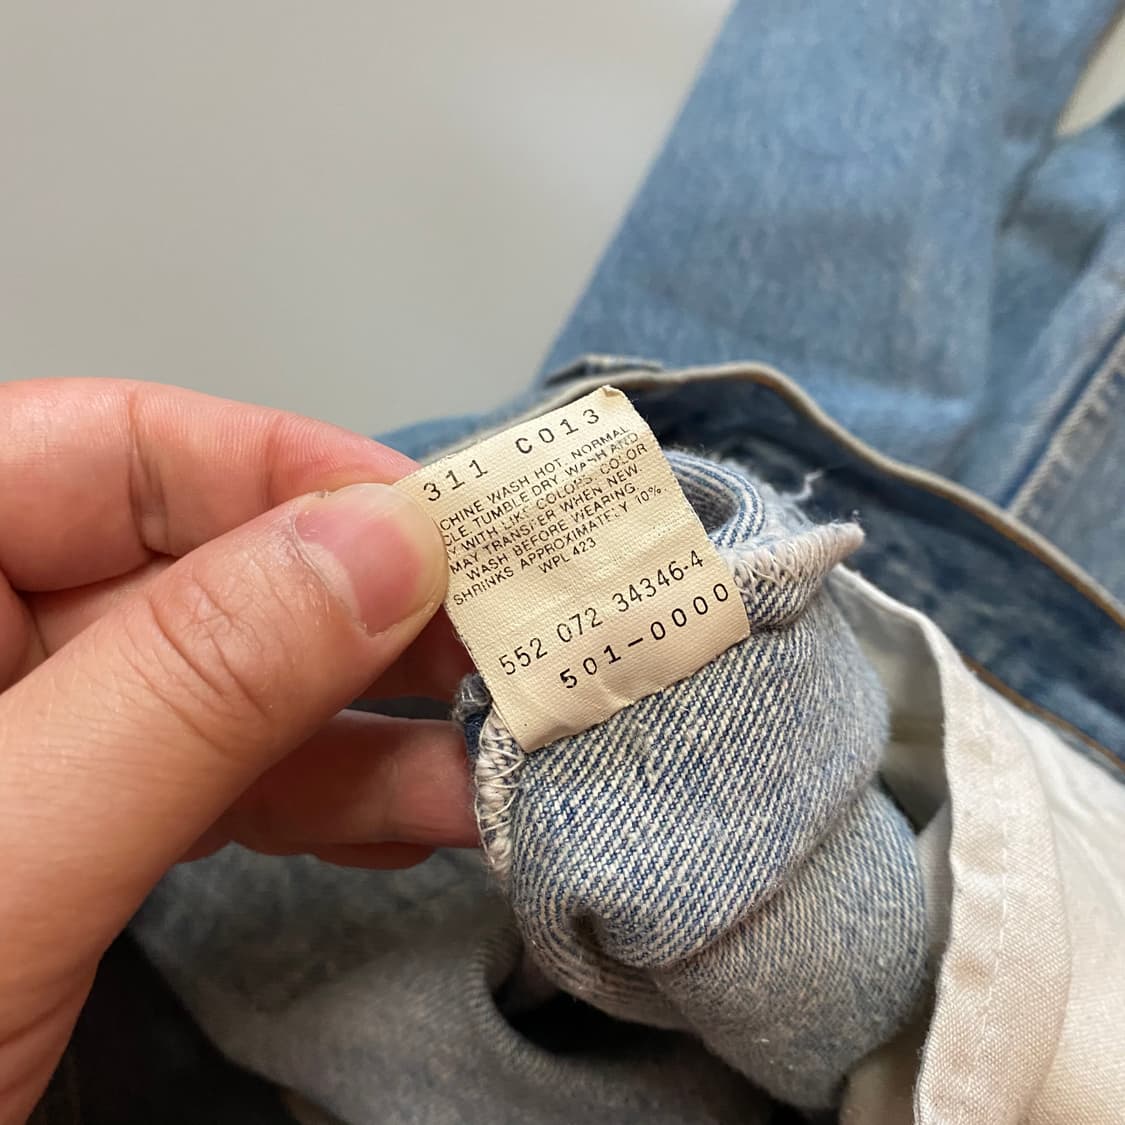 311 C013
CHINE WASH HOT NORMAL
CLE TUMBLE DRY WASH AND
Y WITH LIKE COLORS COLOR
MAY TRANSFER WHEN NEW
WASH BEFORE WEARING
SHRINKS APPROXIMATELY 10%
WPL 423
552 072 34346-4
501-0000